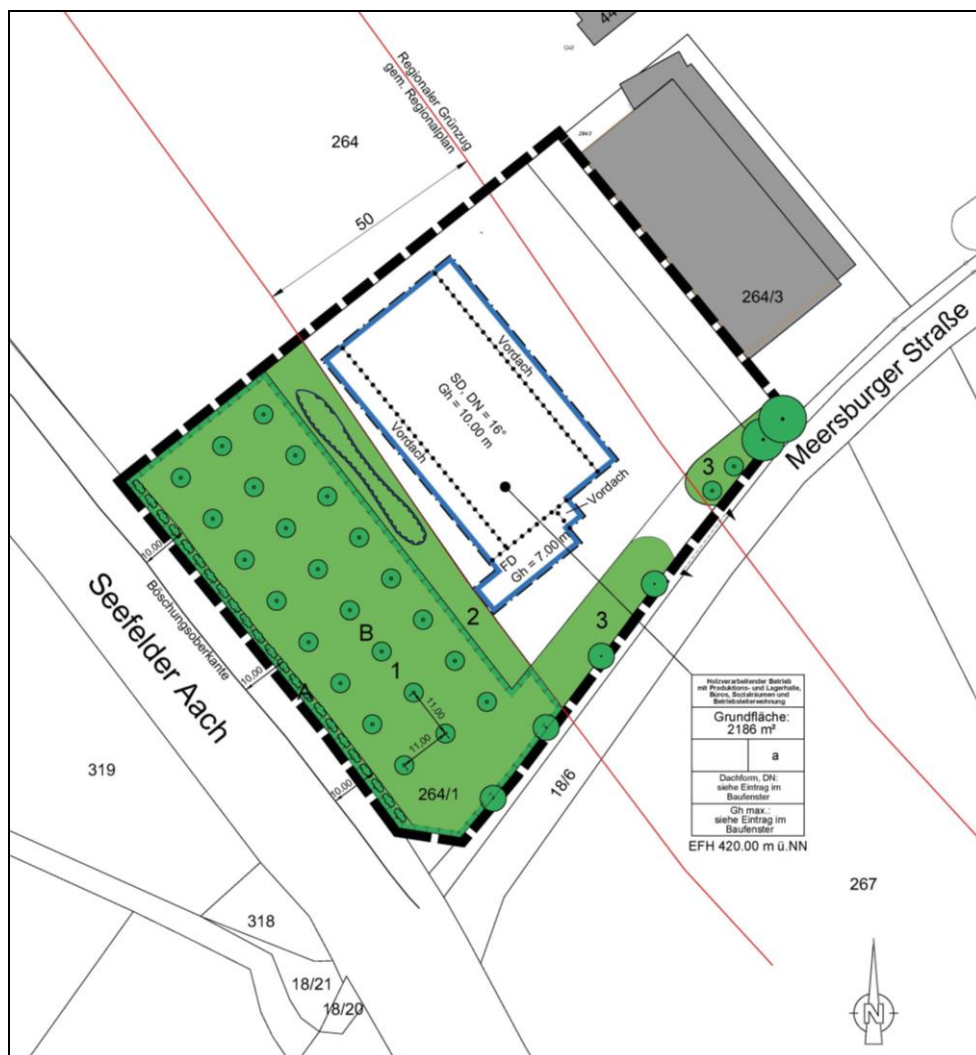 44
1242
Regionaler Grünzug
gem. Regionalplan
264
264/3
50
264/3
Meersburger Straße
Vordach
SD, DN = 16°
Gh = 10.00 m
Vordach
Vordach
FD
Gh = 7.00 m
3
10.00
Böschungsoberkante
Seefelder Aach
B
1
2
3
11,00
11,00
10,00
10,00
264/1
18/6
319
318
18/21
18/20
267
Holzverarbeitender Betrieb
mit Produktions- und Lagerhalle,
Büros, Sozialräumen und
Betriebsleiterwohnung
Grundfläche:
2186 m²
a
Dachform, DN:
siehe Eintrag im
Baufenster
Gh max.:
siehe Eintrag im
Baufenster
EFH 420.00 m ü.NN
N